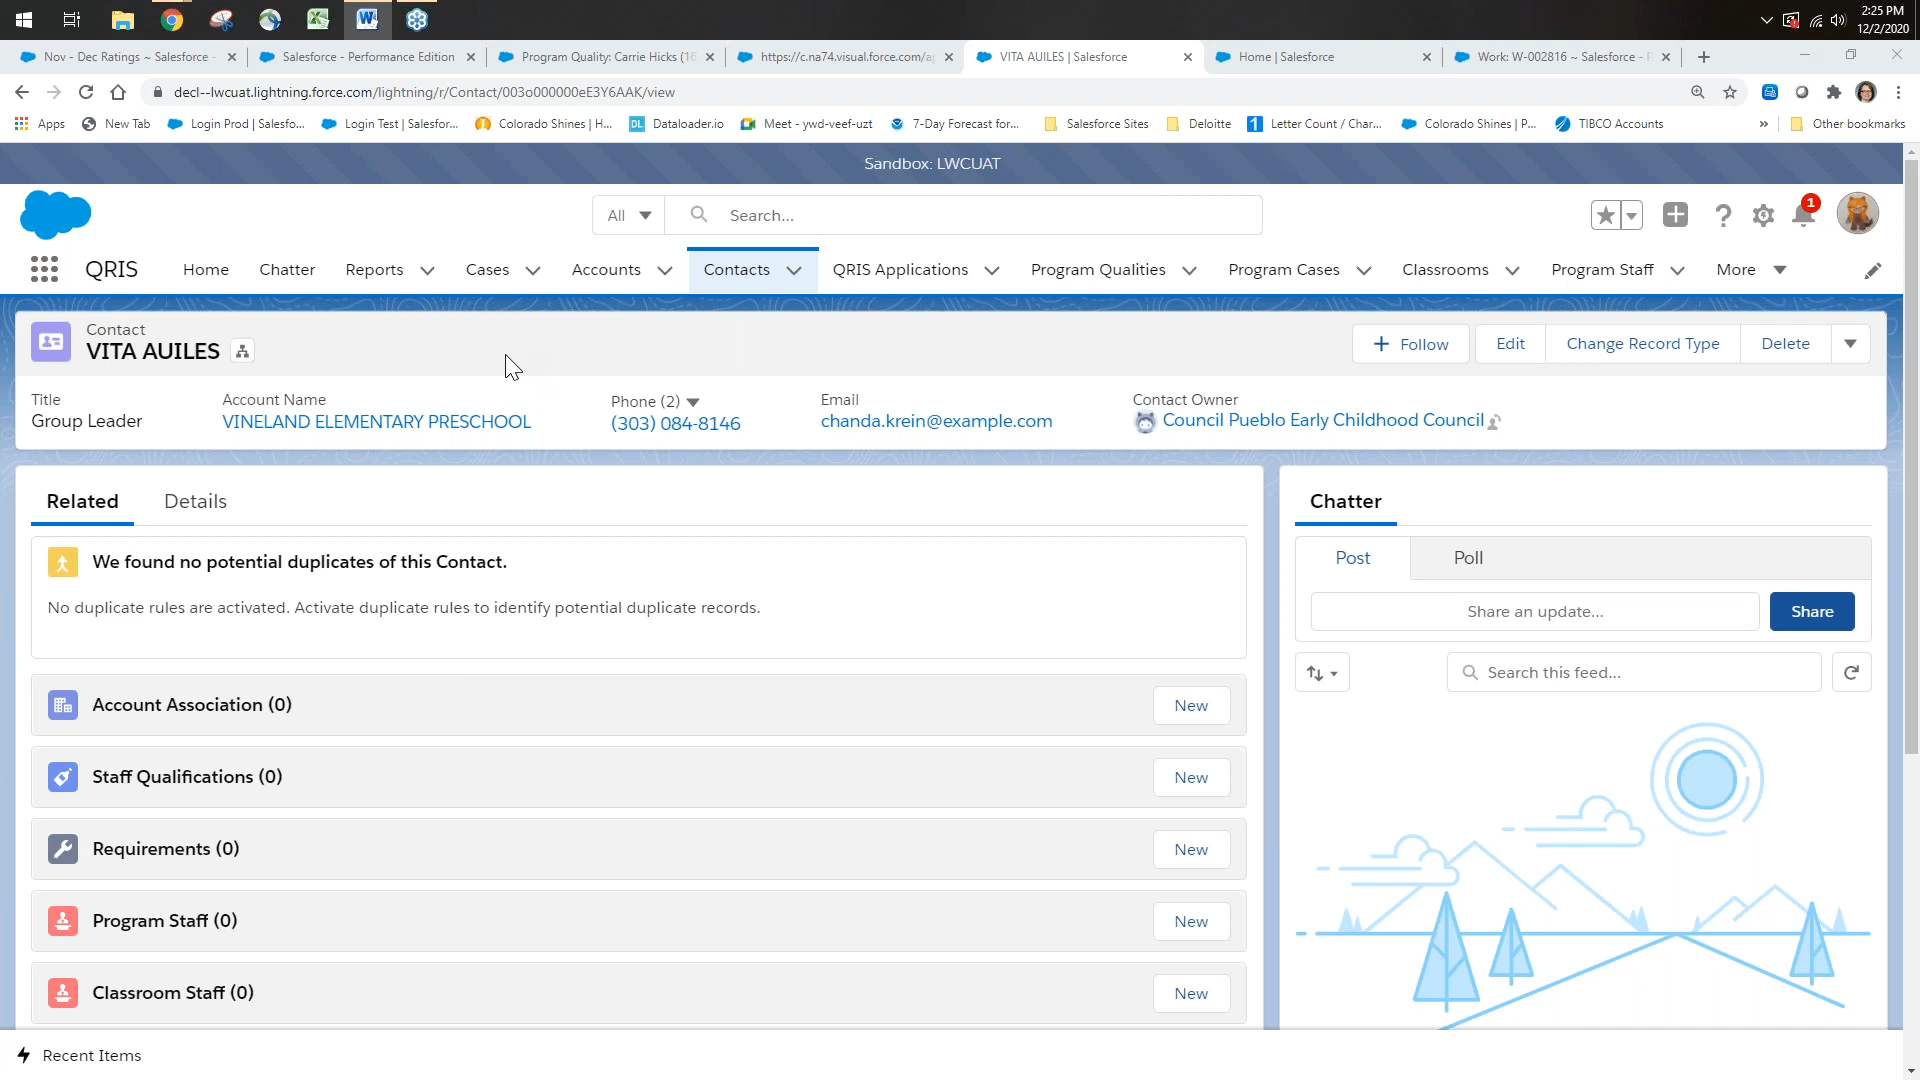 2:25 PM
12/2/2020
Nov - Dec Ratings ~ Salesforce -
Salesforce - Performance Edition
Program Quality: Carrie Hicks (16
https://c.na74.visual.force.com/ap
VITA AUILES | Salesforce
Home | Salesforce
Work: W-002816 ~ Salesforce - P
decl--lwcuat.lightning.force.com/lightning/r/Contact/003o000000eE3Y6AAK/view
Apps
New Tab
Login Prod | Salesfo...
Login Test | Salesfor...
Colorado Shines | H...
DL Dataloader.io
Meet - ywd-veef-uzt
7-Day Forecast for...
Salesforce Sites
Deloitte
1 Letter Count / Char...
Colorado Shines | P...
TIBCO Accounts
»
Other bookmarks
Sandbox: LWCUAT
All
Search...
1
QRIS
Home
Chatter
Reports
Cases
Accounts
Contacts
QRIS Applications
Program Qualities
Program Cases
Classrooms
Program Staff
More
Contact
VITA AUILES
+ Follow
Edit
Change Record Type
Delete
Title
Group Leader
Account Name
VINELAND ELEMENTARY PRESCHOOL
Phone (2)
(303) 084-8146
Email
chanda.krein@example.com
Contact Owner
Council Pueblo Early Childhood Council
Related
Details
We found no potential duplicates of this Contact.
No duplicate rules are activated. Activate duplicate rules to identify potential duplicate records.
Account Association (0)
New
Staff Qualifications (0)
New
Requirements (0)
New
Program Staff (0)
New
Classroom Staff (0)
New
Chatter
Post
Poll
Share an update...
Share
Search this feed...
Recent Items